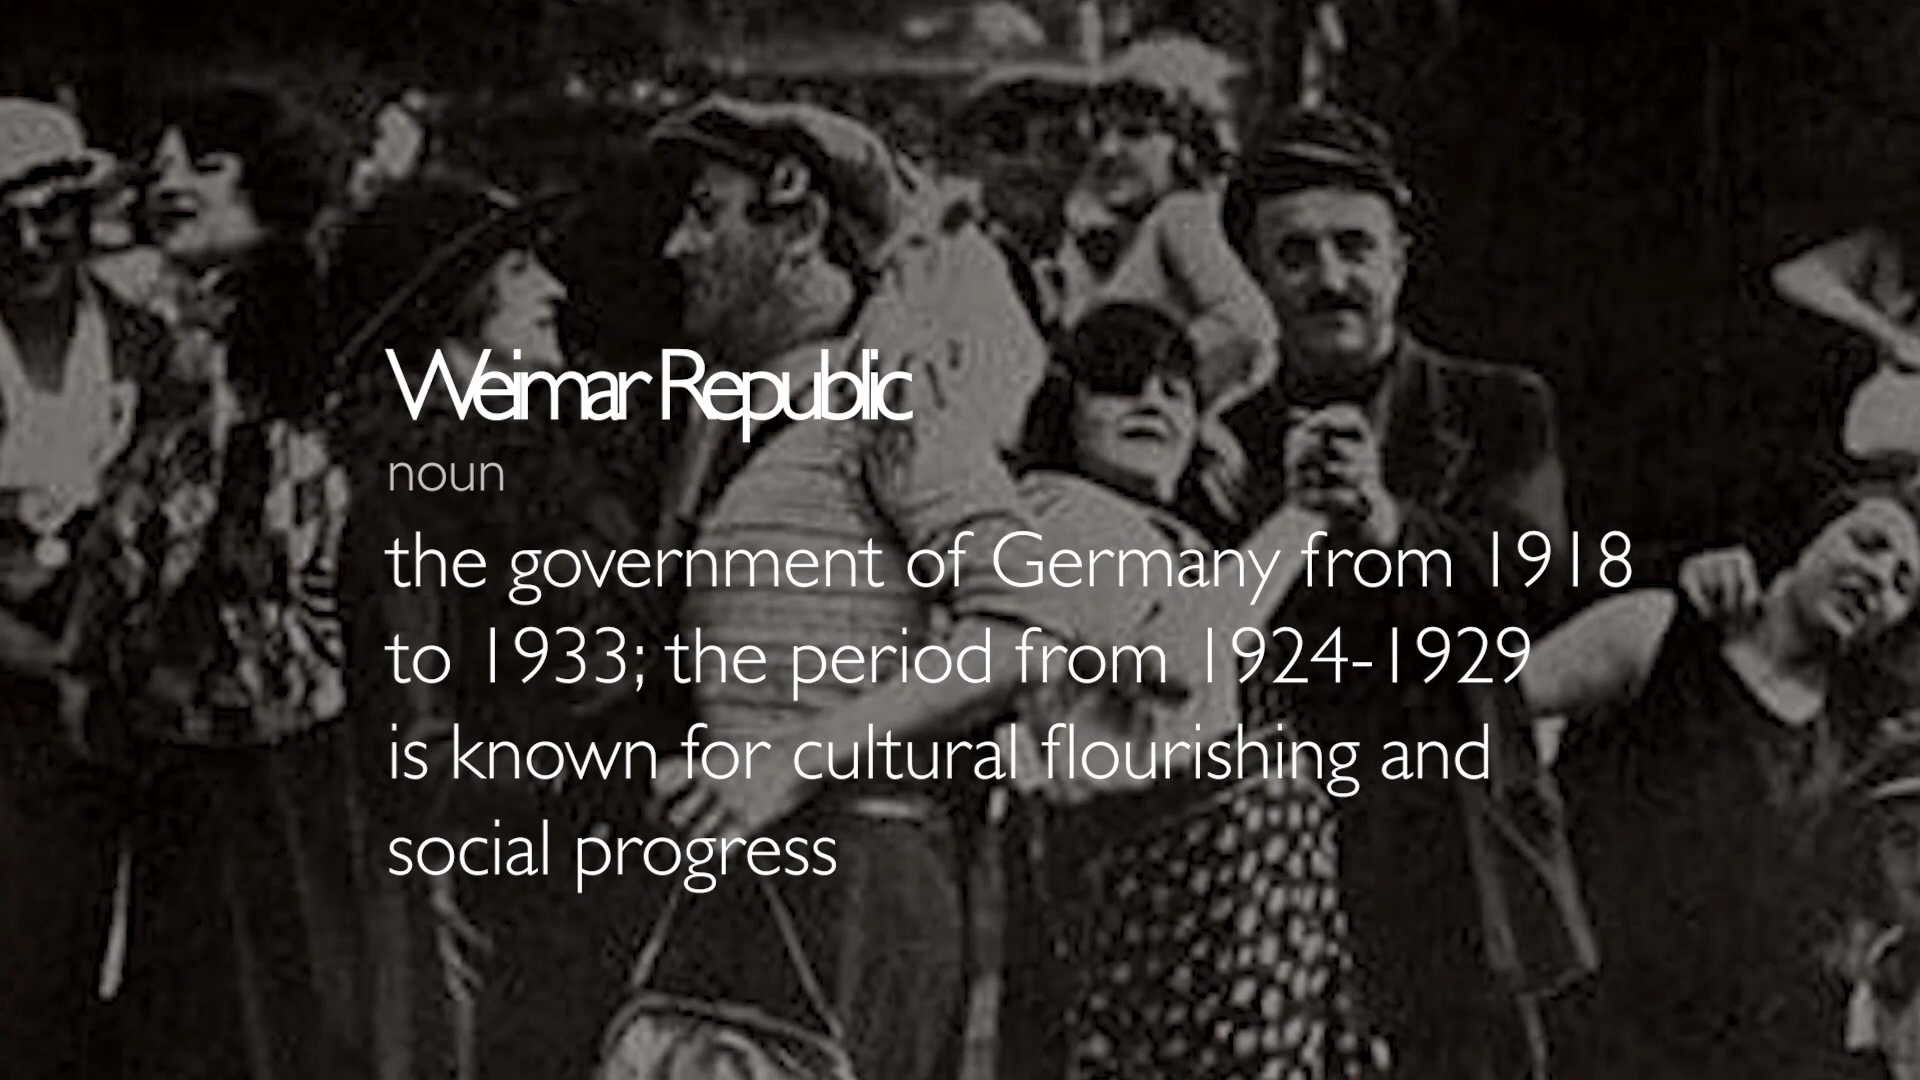 Weimar Republic
noun
the government of Germany from 1918
to 1933; the period from 1924-1929
is known for cultural flourishing and
social progress